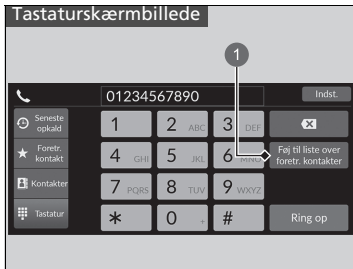 Tastaturskærmbillede
1
01234567890
Indst.
Seneste
opkald
1
2 ABC
3 DEF
Foretr.
kontakt
4 GHI
5 JKL
6 MNO
Føj til liste over
foretr. kontakter
Kontakter
7 PQRS
8 TUV
9 WXYZ
Tastatur
*
0 +
#
Ring op